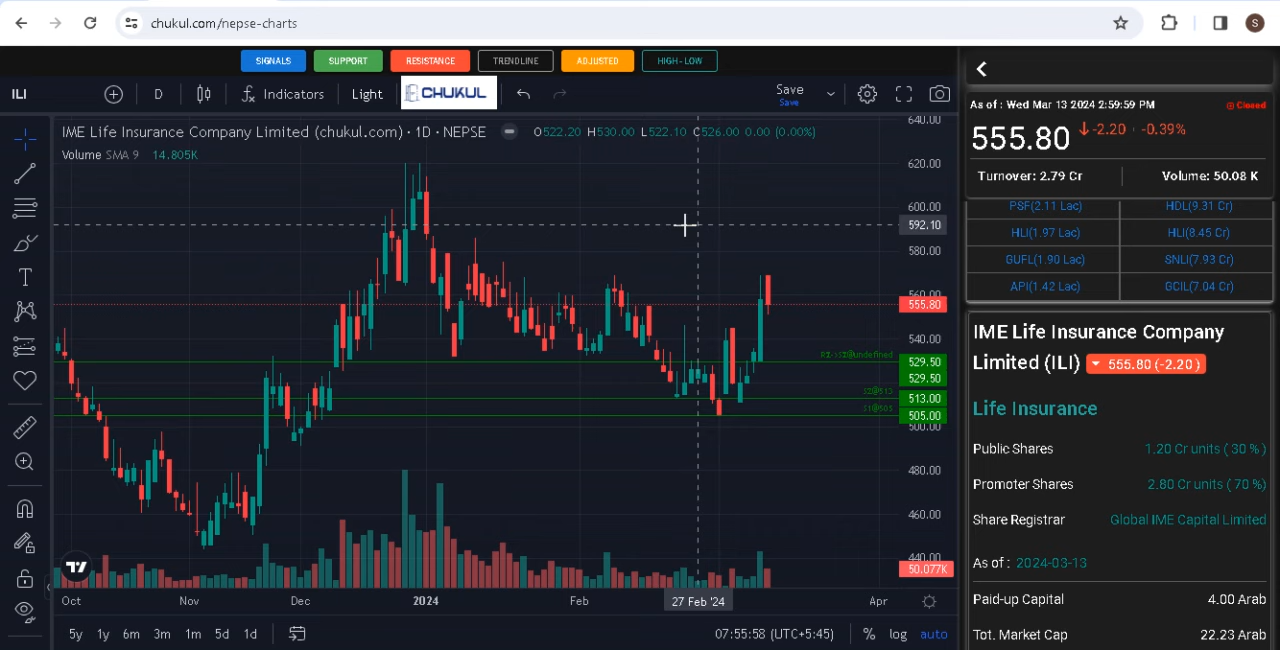 chukul.com/nepse-charts
S
SIGNALS SUPPORT RESISTANCE TRENDLINE ADJUSTED HIGH-LOW
ILI D Indicators Light CHUKUL Save
Save
IME Life Insurance Company Limited (chukul.com) · 1D · NEPSE O522.20 H530.00 L522.10 C526.00 0.00 (0.00%)
Volume SMA 9 14.805K
640.00
620.00
600.00
592.10
580.00
560.00
555.80
540.00
529.50
529.50
S2@513 513.00
S1@505 505.00
500.00
480.00
460.00
440.00
50.077K
Oct Nov Dec 2024 Feb 27 Feb '24 Apr
5y 1y 6m 3m 1m 5d 1d 07:55:58 (UTC+5:45) % log auto
As of : Wed Mar 13 2024 2:59:59 PM Closed
555.80 -2.20 · -0.39%
Turnover: 2.79 Cr Volume: 50.08 K
PSF(2.11 Lac) HDL(9.31 Cr)
HLI(1.97 Lac) HLI(8.45 Cr)
GUFL(1.90 Lac) SNLI(7.93 Cr)
API(1.42 Lac) GCIL(7.04 Cr)
IME Life Insurance Company
Limited (ILI) 555.80 (-2.20 )
Life Insurance
Public Shares 1.20 Cr units ( 30 % )
Promoter Shares 2.80 Cr units ( 70 %)
Share Registrar Global IME Capital Limited
As of : 2024-03-13
Paid-up Capital 4.00 Arab
Tot. Market Cap 22.23 Arab